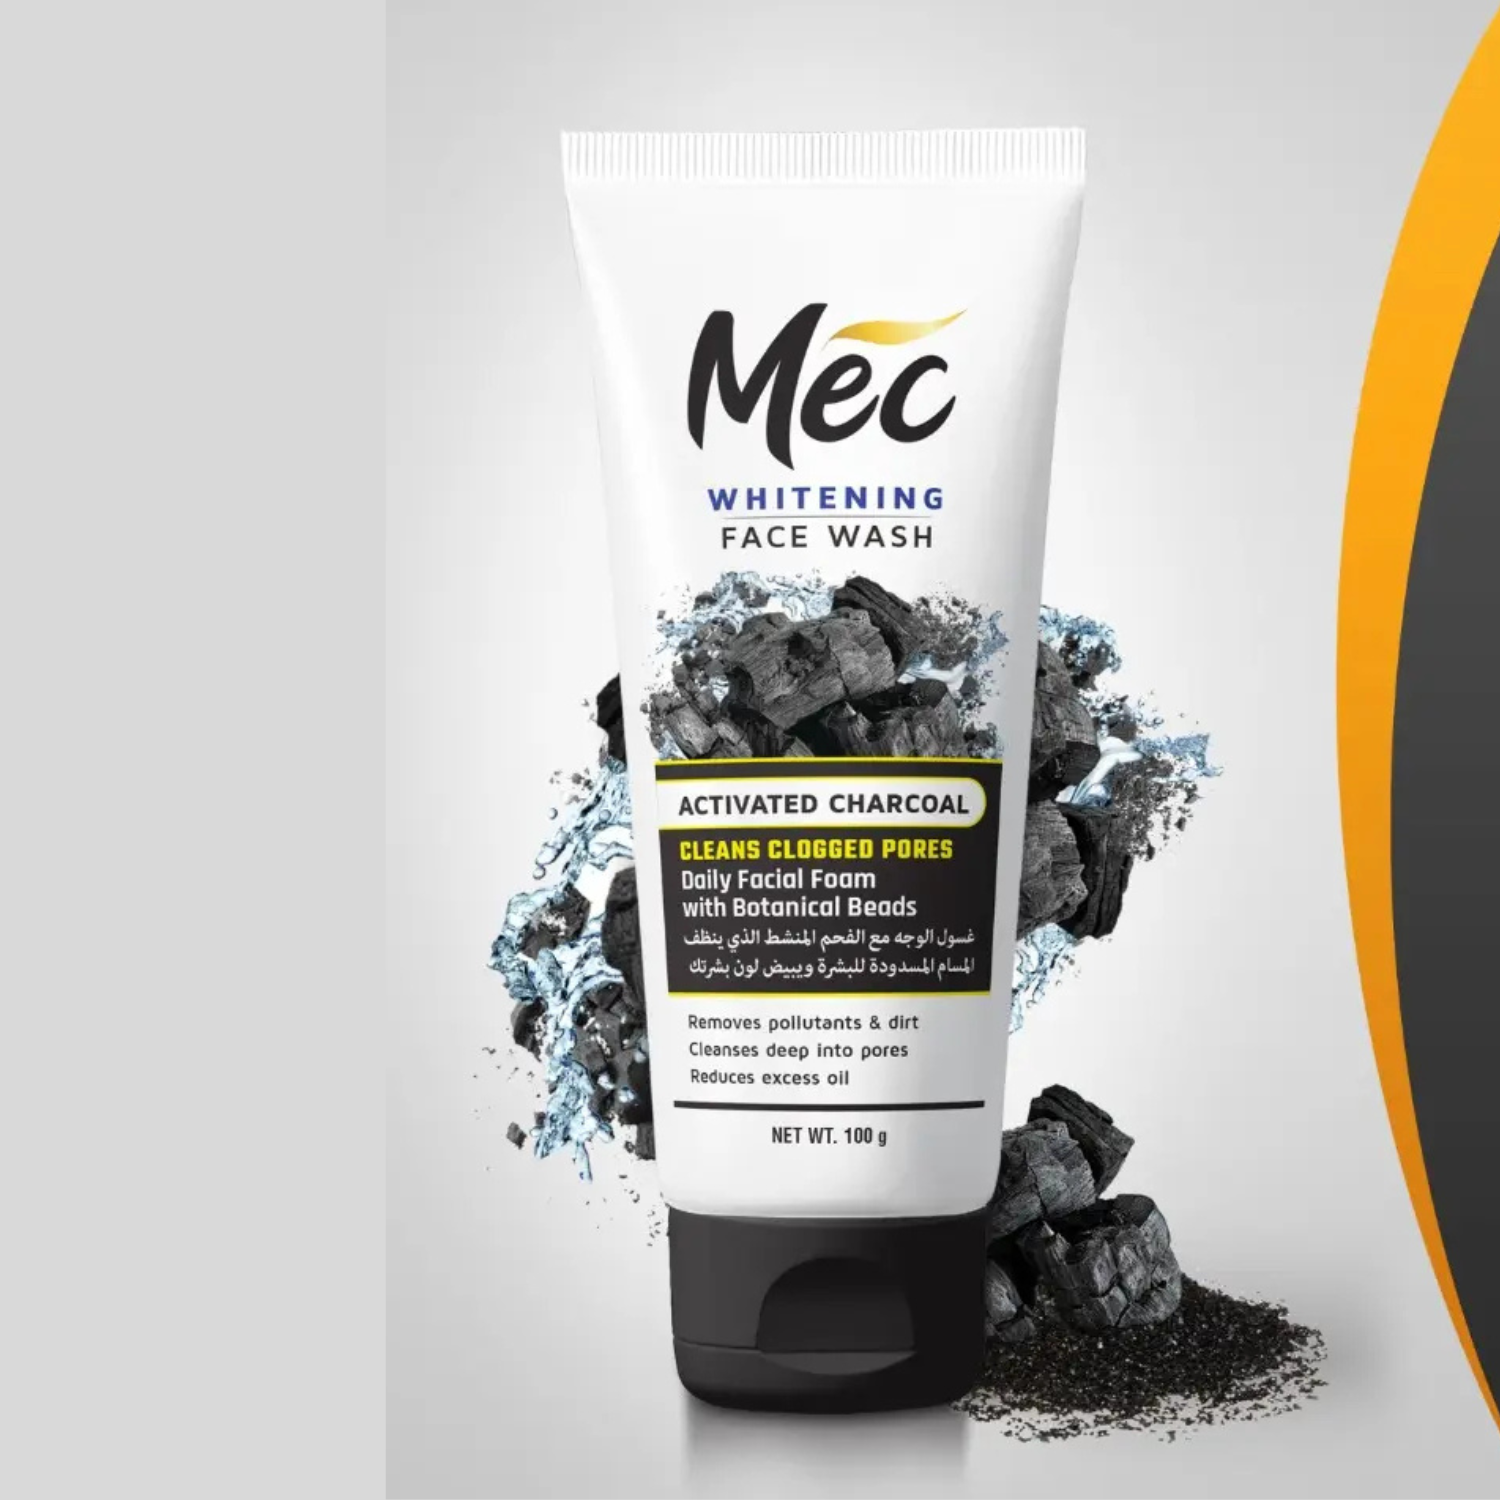 Mec
WHITENING
FACE WASH
ACTIVATED CHARCOAL
CLEANS CLOGGED PORES
Daily Facial Foam
with Botanical Beads
غسول الوجه مع الفحم المنشط الذي ينظف
المسام المسدودة للبشرة ويبيض لون بشرتك
Removes pollutants & dirt
Cleanses deep into pores
Reduces excess oil
NET WT. 100 g